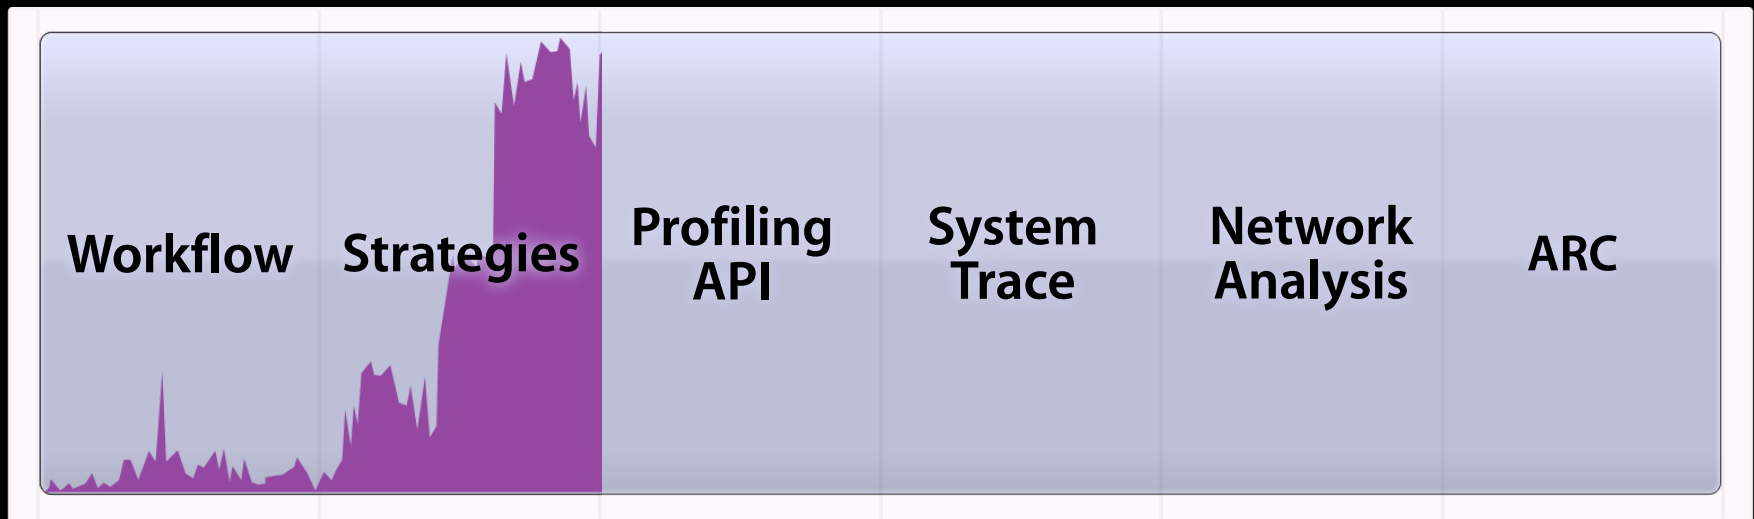 Workflow
Strategies
Profiling
API
System
Trace
Network
Analysis
ARC